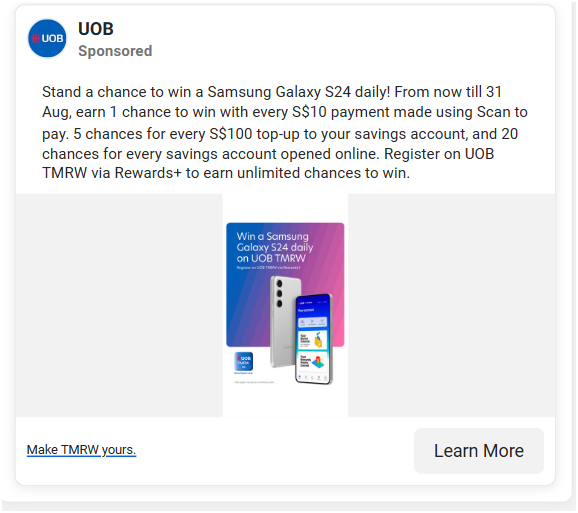 UOB
UOB
Sponsored
Stand a chance to win a Samsung Galaxy S24 daily! From now till 31
Aug, earn 1 chance to win with every S$10 payment made using Scan to
pay. 5 chances for every S$100 top-up to your savings account, and 20
chances for every savings account opened online. Register on UOB
TMRW via Rewards+ to earn unlimited chances to win.
Win a Samsung
Galaxy S24 daily
on UOB TMRW
Register on UOB TMRW via Rewards+
UOB
TMRW
Make TMRW yours.
Learn More